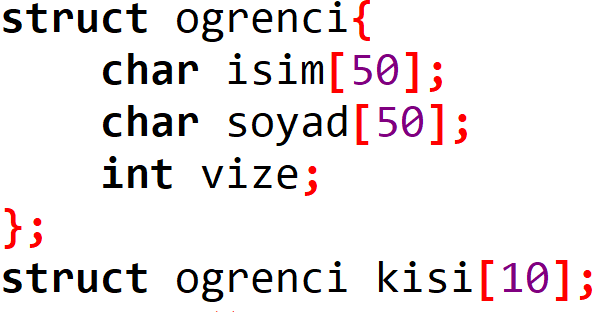 struct ogrenci{
    char isim[50];
    char soyad[50];
    int vize;
};
struct ogrenci kisi[10];